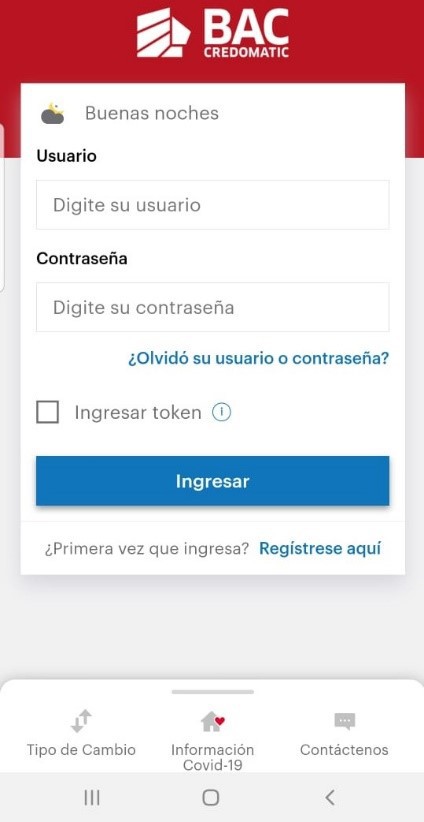 BAC
CREDOMATIC
Buenas noches
Usuario
Digite su usuario
Contraseña
Digite su contraseña
¿Olvidó su usuario o contraseña?
Ingresar token
Ingresar
¿Primera vez que ingresa? Regístrese aquí
Tipo de Cambio
Información
Covid-19
Contáctenos